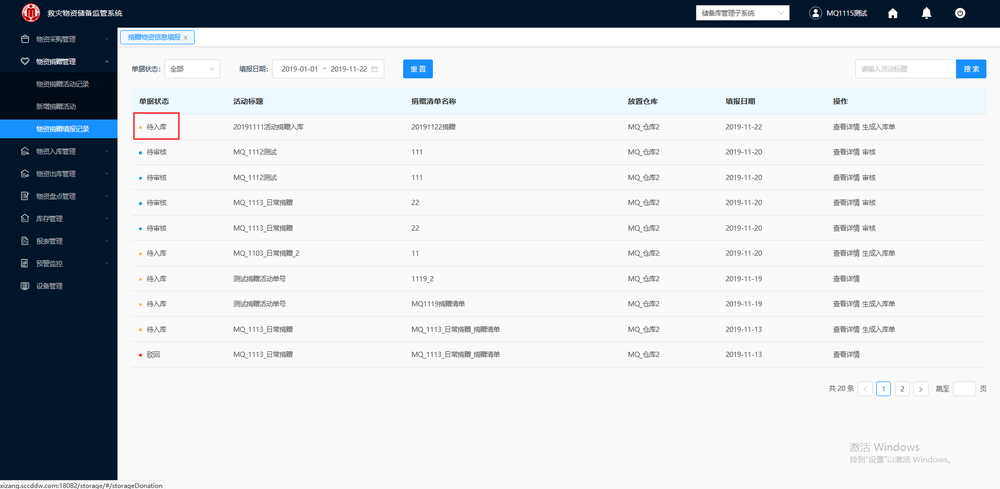 救灾物资储备监管系统
储备库管理子系统
MQ1115测试
物资采购管理
物资捐赠管理
物资捐赠活动记录
新增捐赠活动
物资捐赠填报记录
物资入库管理
物资出库管理
物资盘点管理
库存管理
报表管理
预警监控
设备管理
捐赠物资信息填报
单据状态: 全部 填报日期: 2019-01-01 ~ 2019-11-22 重 置 请输入活动标题 搜 索
单据状态 活动标题 捐赠清单名称 放置仓库 填报日期 操作
待入库 20191111活动捐赠入库 20191122捐赠 MQ_仓库2 2019-11-22 查看详情 生成入库单
待审核 MQ_1112测试 111 MQ_仓库2 2019-11-20 查看详情 审核
待审核 MQ_1112测试 111 MQ_仓库2 2019-11-20 查看详情 审核
待审核 MQ_1113_日常捐赠 22 MQ_仓库2 2019-11-20 查看详情 审核
待审核 MQ_1113_日常捐赠 22 MQ_仓库2 2019-11-20 查看详情 审核
待入库 MQ_1103_日常捐赠_2 11 MQ_仓库2 2019-11-20 查看详情 生成入库单
待入库 测试捐赠活动单号 1119_2 MQ_仓库2 2019-11-19 查看详情
待入库 测试捐赠活动单号 MQ1119捐赠清单 MQ_仓库2 2019-11-19 查看详情 生成入库单
待入库 MQ_1113_日常捐赠 MQ_1113_日常捐赠_捐赠清单 MQ_仓库2 2019-11-13 查看详情 生成入库单
驳回 MQ_1113_日常捐赠 MQ_1113_日常捐赠_捐赠清单 MQ_仓库2 2019-11-13 查看详情
共 20 条 < 1 2 > 跳至 页
激活 Windows
转到“设置”以激活 Windows。
xizang.sccddw.com:18082/storage/#/storageDonation